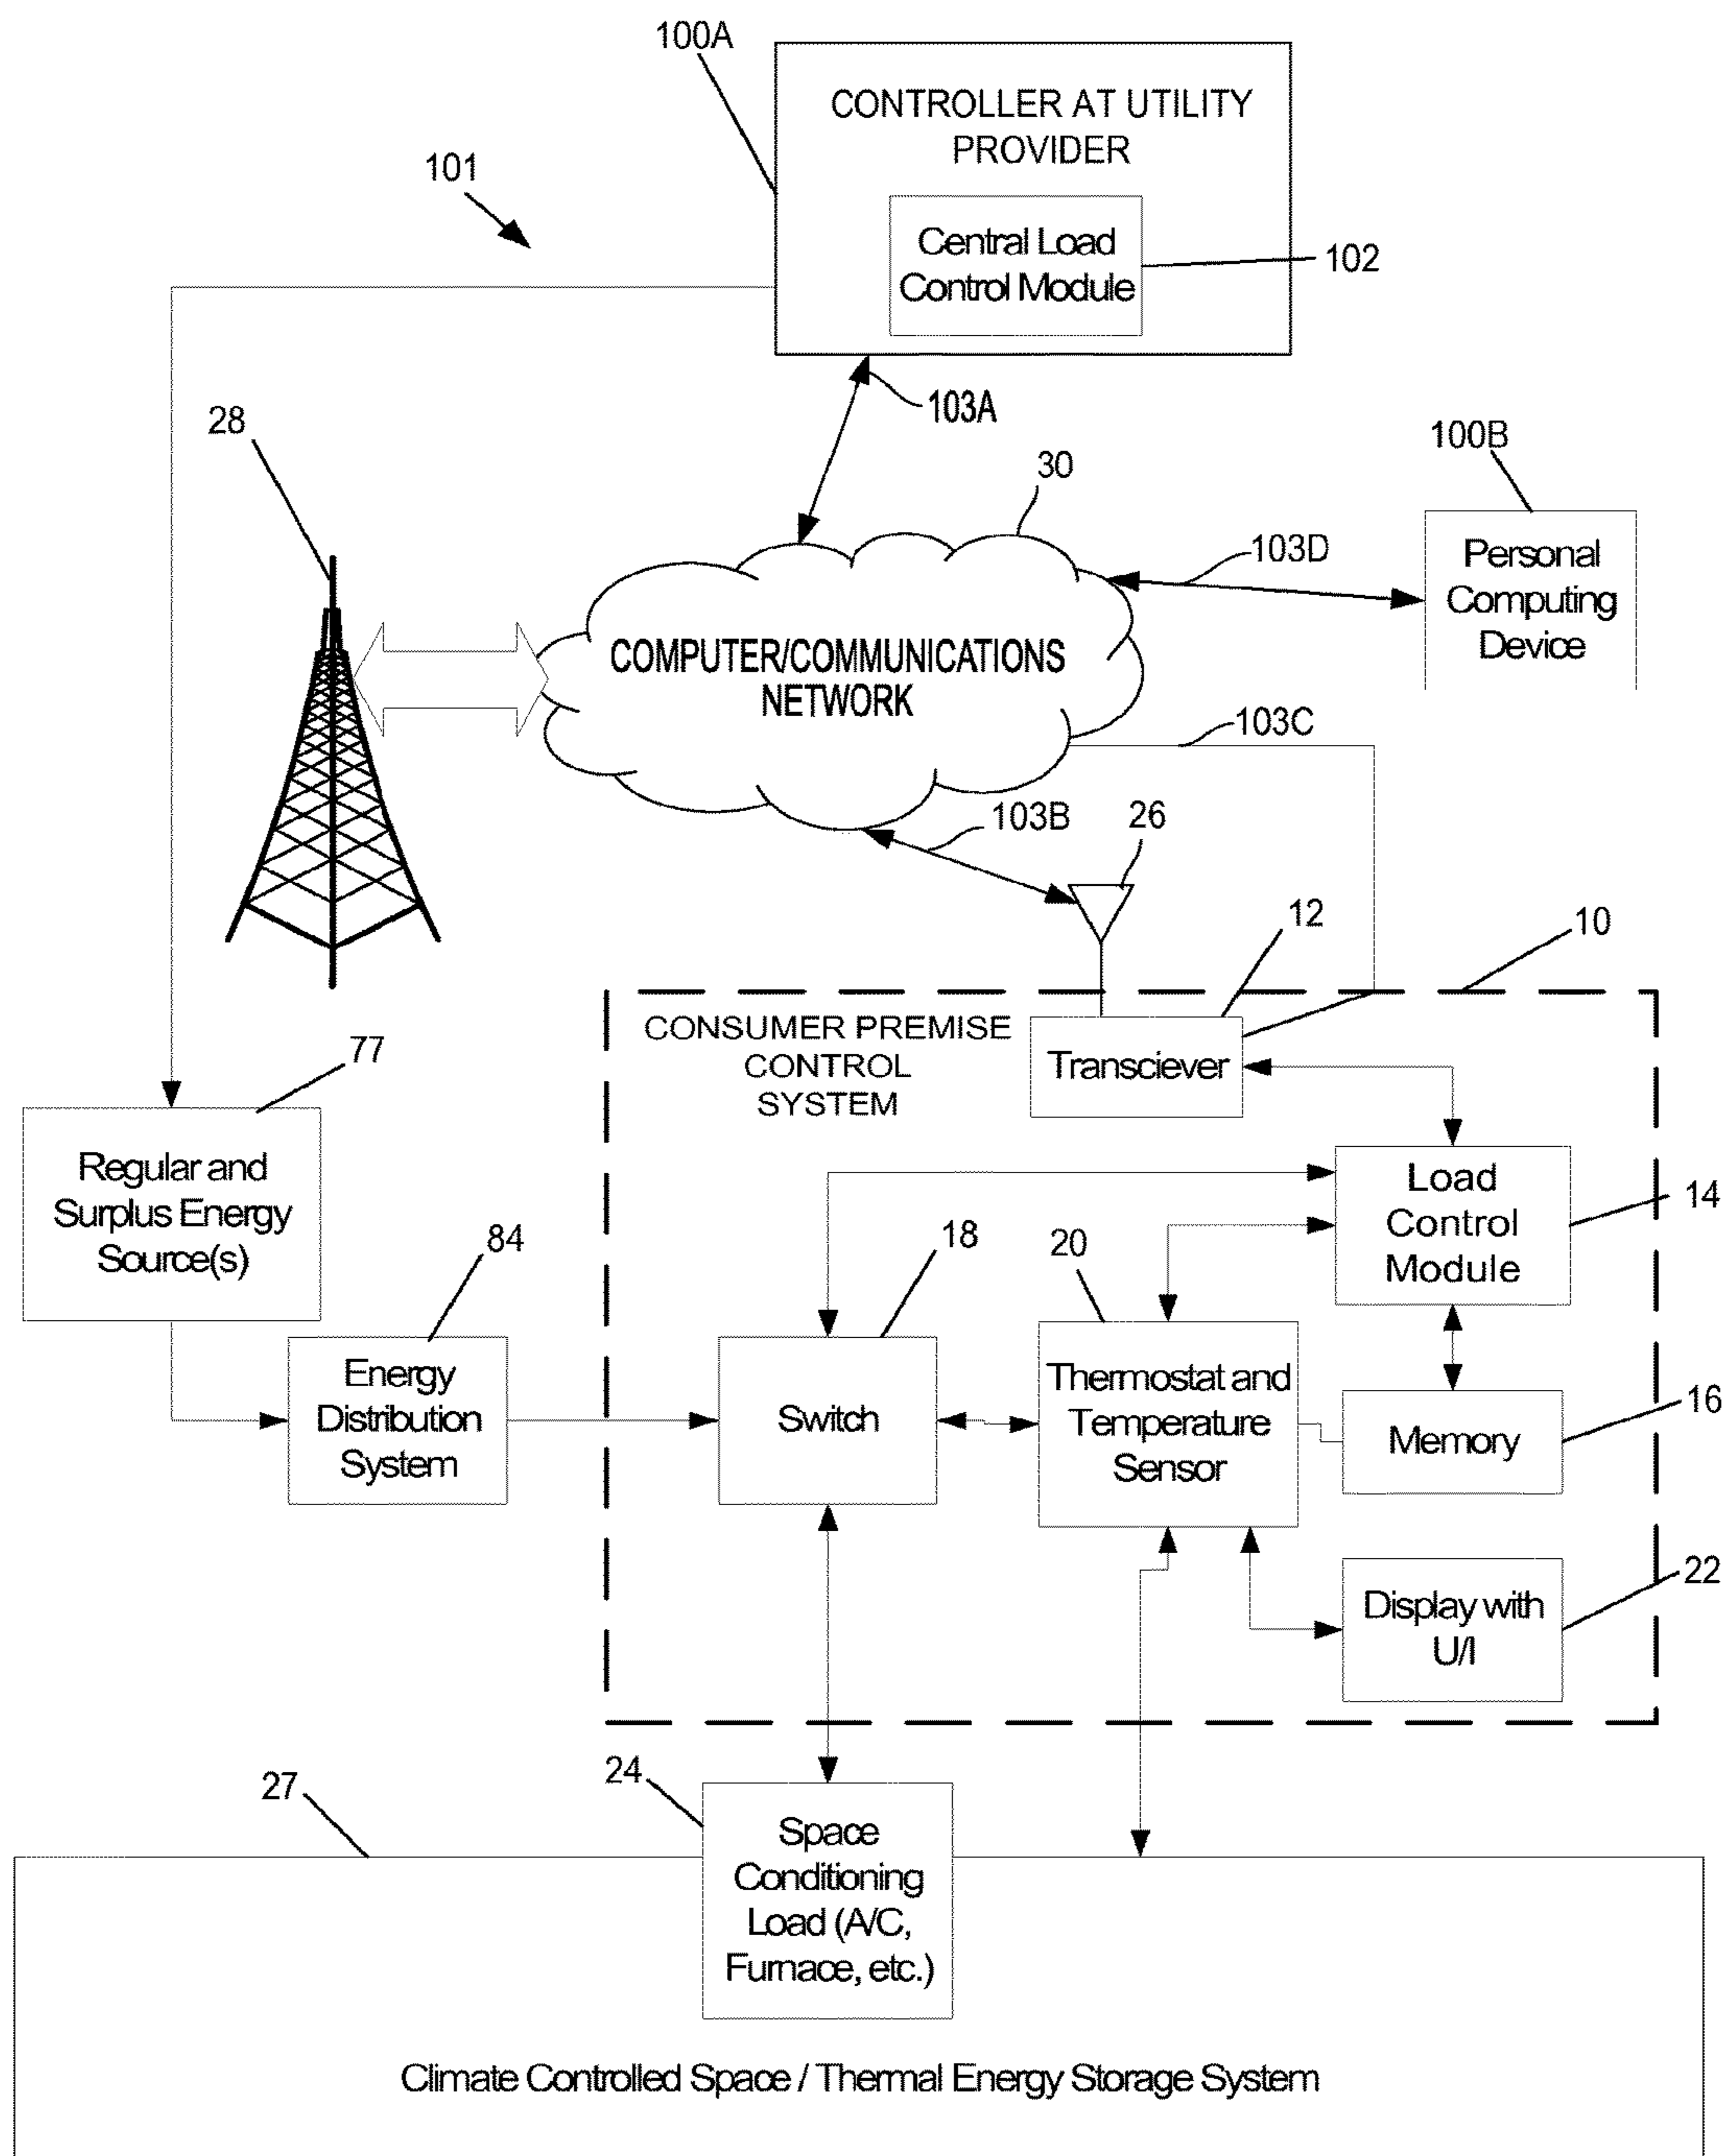 100A
CONTROLLER AT UTILITY
PROVIDER
101
Central Load
Control Module
102
103A
28
30
100B
103D
Personal
Computing
Device
COMPUTER/COMMUNICATIONS
NETWORK
103C
103B
26
12
10
CONSUMER PREMISE
CONTROL
SYSTEM
Transciever
77
Regular and
Surplus Energy
Source(s)
Load
Control
Module
14
84
18
20
Energy
Distribution
System
Switch
Thermostat and
Temperature
Sensor
Memory
16
Display with
U/I
22
24
27
Space
Conditioning
Load (A/C,
Furnace, etc.)
Climate Controlled Space / Thermal Energy Storage System